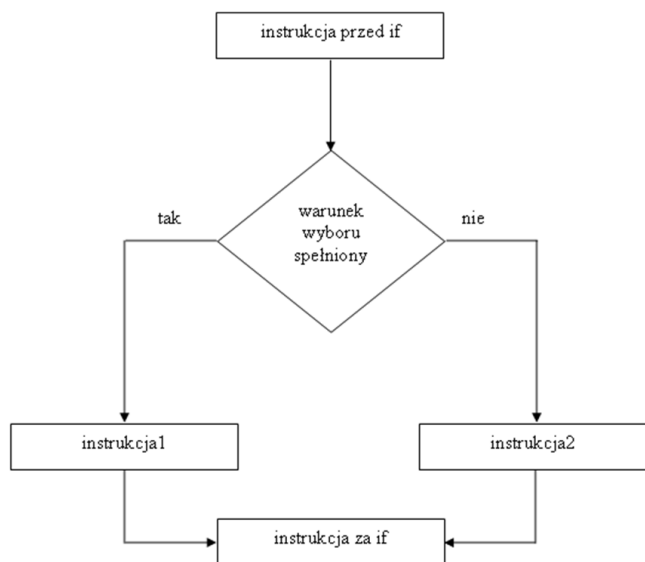 instrukcja przed if
tak
warunek
wyboru
spełniony
nie
instrukcja1
instrukcja2
instrukcja za if